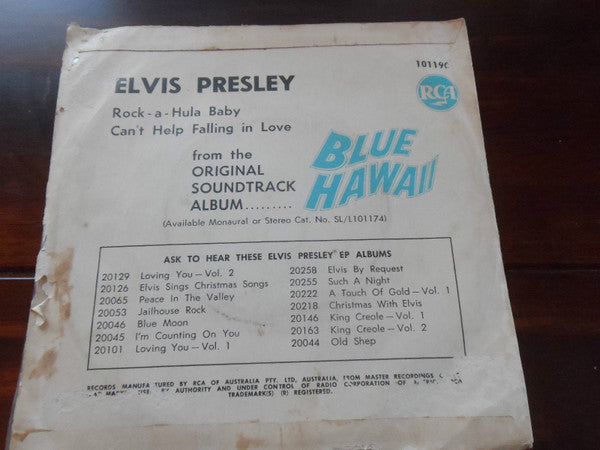 10119C
ELVIS PRESLEY
RCA
Rock-a-Hula Baby
Can't Help Falling in Love
from the
ORIGINAL
SOUNDTRACK
ALBUM.........
BLUE
HAWAII
(Available Monaural or Stereo Cat. No. SL/L101174)
ASK TO HEAR THESE ELVIS PRESLEY EP ALBUMS
20129 Loving You — Vol. 2
20126 Elvis Sings Christmas Songs
20065 Peace In The Valley
20053 Jailhouse Rock
20046 Blue Moon
20045 I'm Counting On You
20101 Loving You — Vol. 1
20258 Elvis By Request
20255 Such A Night
20222 A Touch Of Gold — Vol. 1
20218 Christmas With Elvis
20146 King Creole — Vol. 1
20163 King Creole — Vol. 2
20044 Old Shep
RECORDS MANUFA TURED BY RCA OF AUSTRALIA PTY. LTD, AUSTRALIA, FROM MASTER RECORDINGS
BY AUTHORITY AND UNDER CONTROL OF RADIO CORPORATION OF
TRADEMARK(S) (R) REGISTERED.